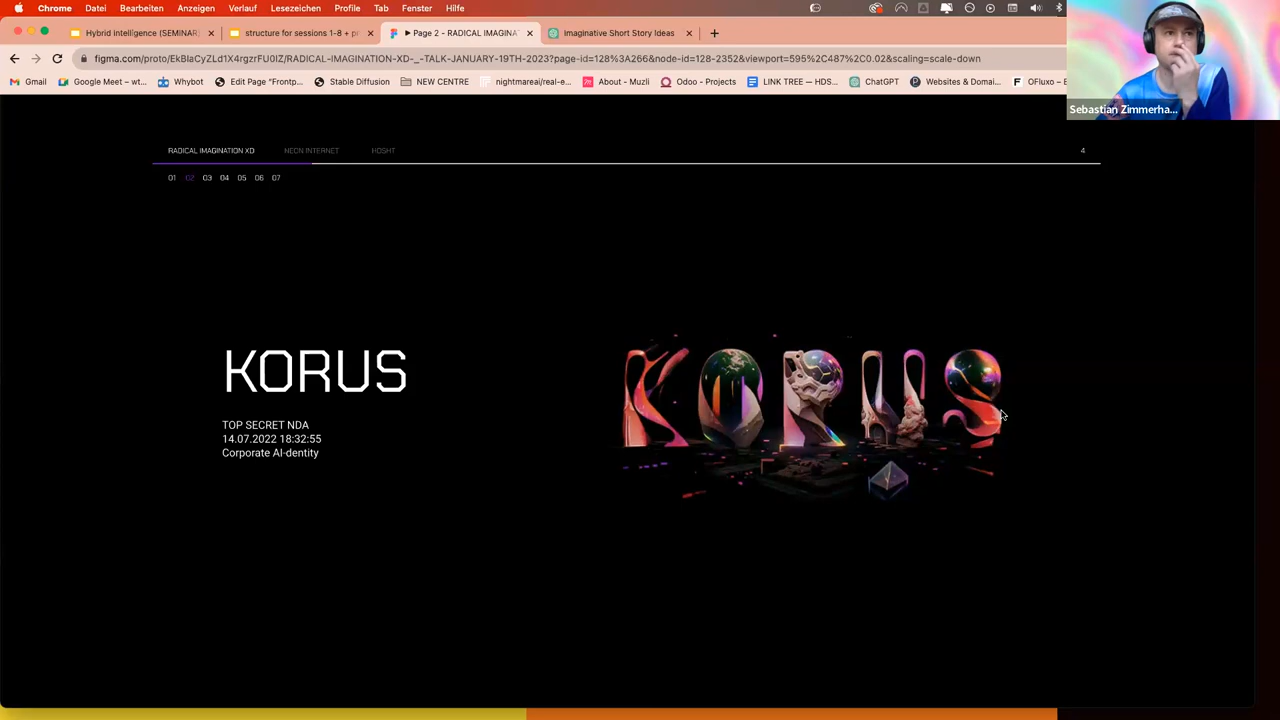 Chrome Datei Bearbeiten Anzeigen Verlauf Lesezeichen Profile Tab Fenster Hilfe
Hybrid intelligence (SEMINAR)
structure for sessions 1-8 + pr
Page 2 - RADICAL IMAGINA
Imaginative Short Story Ideas
figma.com/proto/
-TALK-JANUARY-19TH-2023?page-id=128%3A266&node-id=128-2352&viewport=595%2C487%2C0.02&scaling=scale-down
Gmail
Google Meet – wt...
Whybot
Edit Page “Frontp...
Stable Diffusion
NEW CENTRE
nightmareai/real-e...
About - Muzli
Odoo - Projects
LINK TREE – HDS...
ChatGPT
Websites & Domai...
OFluxo – B
Sebastian Zimmerha...
RADICAL IMAGINATION XD NEON INTERNET HOSHT 4
01 02 03 04 05 06 07
KORUS
TOP SECRET NDA
14.07.2022 18:32:55
Corporate AI-dentity
KORUS